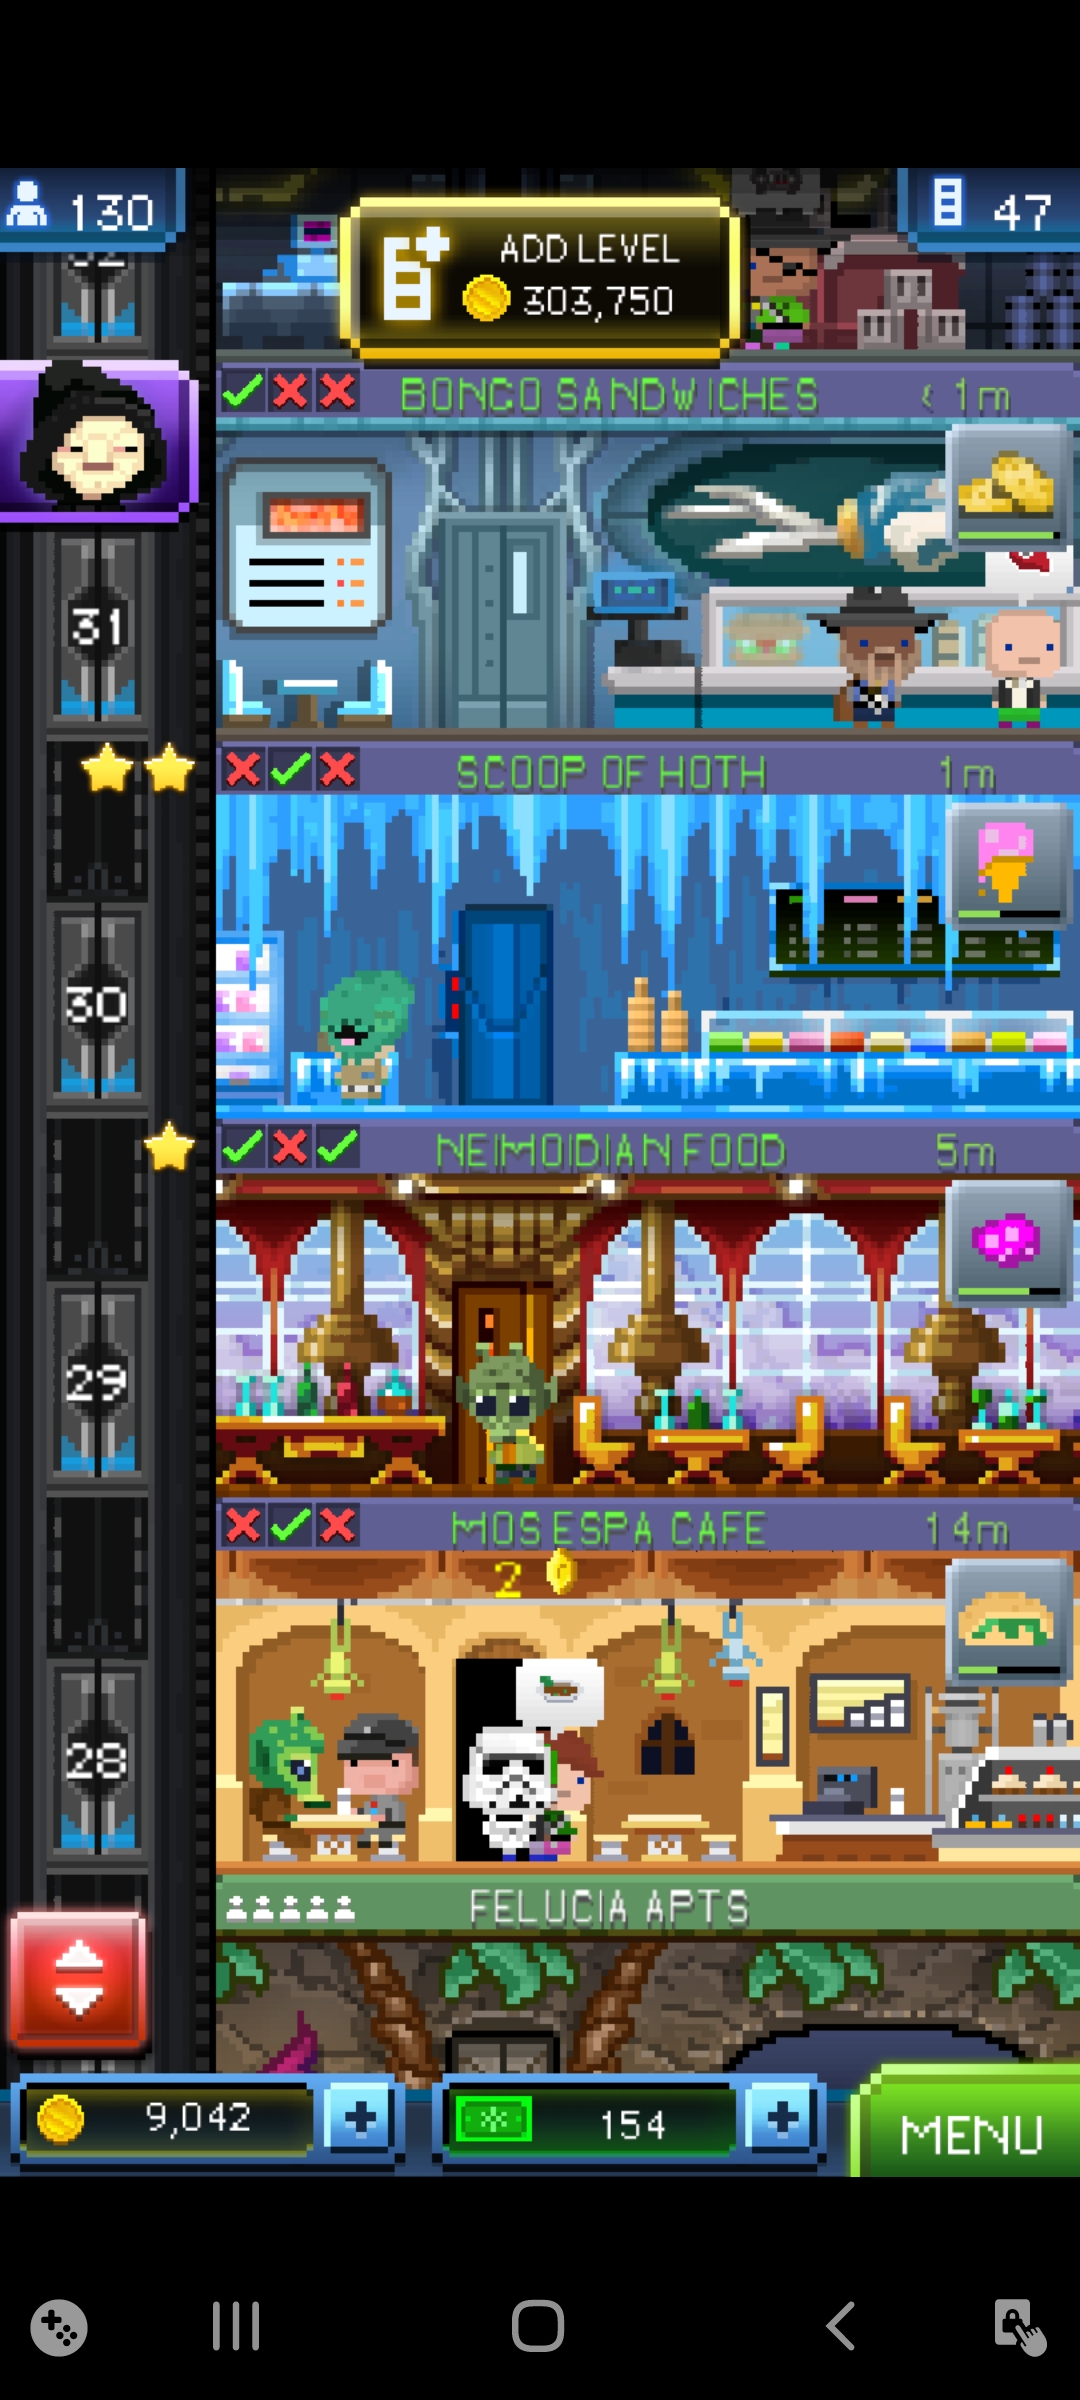 130
ADD LEVEL
303,750
47
BONGO SANDWICHES
< 1m
31
SCOOP OF HOTH
1m
30
NEIMOIDIAN FOOD
5m
29
MOS ESPA CAFE
14m
2
28
FELUCIA APTS
9,042
154
MENU